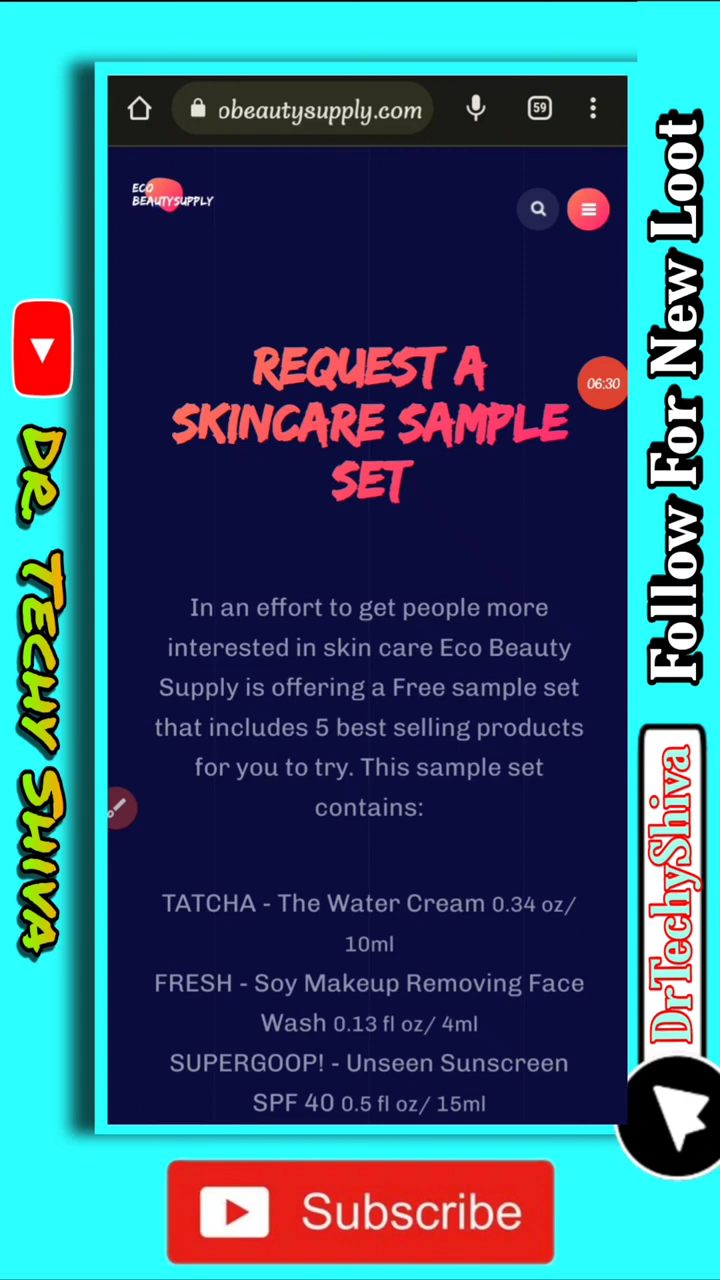 obeautysupply.com
59
ECO
BEAUTYSUPPLY
REQUEST A
SKINCARE SAMPLE
SET
06:30
In an effort to get people more
interested in skin care Eco Beauty
Supply is offering a Free sample set
that includes 5 best selling products
for you to try. This sample set
contains:
TATCHA - The Water Cream 0.34 oz/
10ml
FRESH - Soy Makeup Removing Face
Wash 0.13 fl oz/ 4ml
SUPERGOOP! - Unseen Sunscreen
SPF 40 0.5 fl oz/ 15ml
DR. TECHY SHIVA
Follow For New Loot
DrTechyShiva
Subscribe